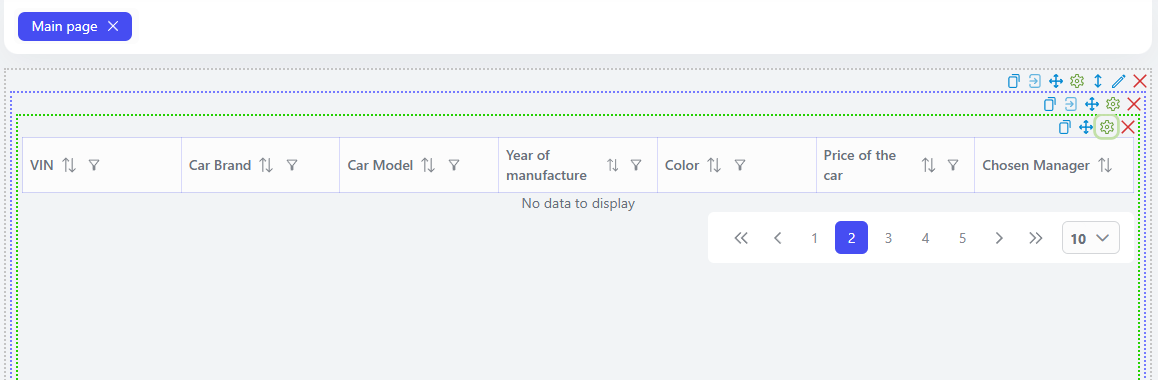 Main page
VIN Car Brand Car Model Year of manufacture Color Price of the car Chosen Manager
No data to display
1 2 3 4 5 10